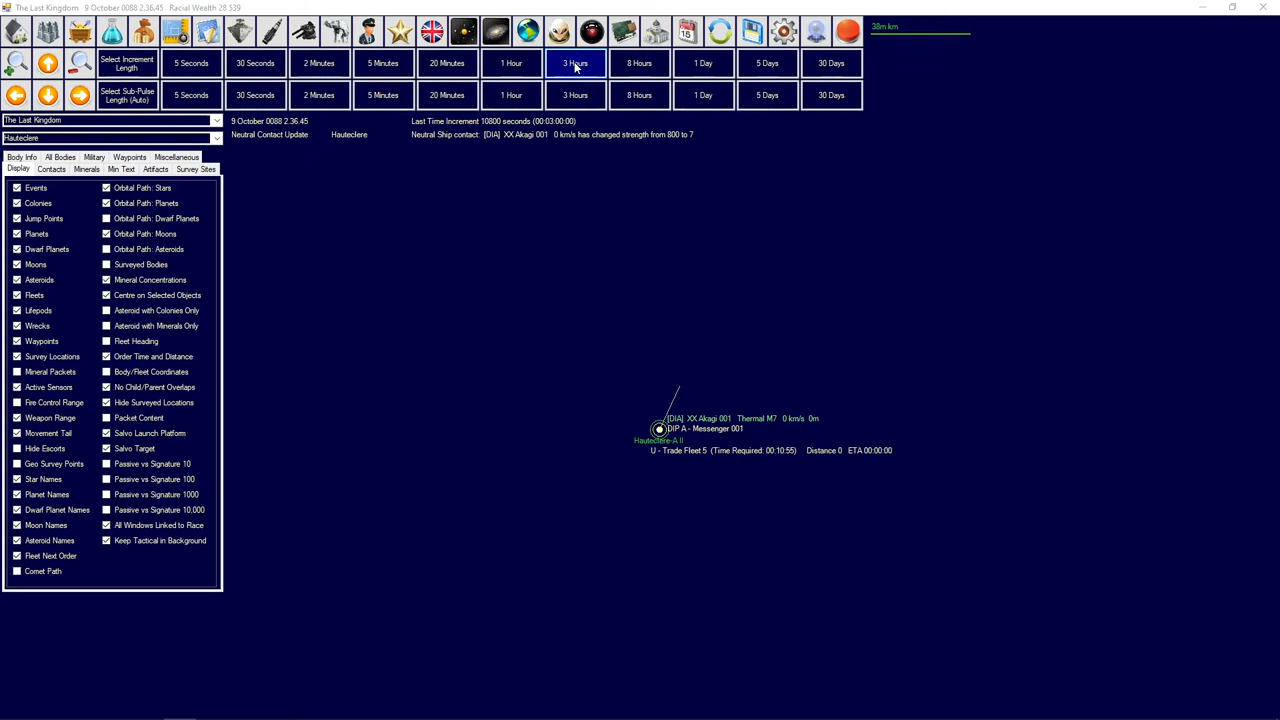 The Last Kingdom   9 October 0088 2.36.45   Racial Wealth 28 539
38m km
15
Select Increment Length
5 Seconds
30 Seconds
2 Minutes
5 Minutes
20 Minutes
1 Hour
3 Hours
8 Hours
1 Day
5 Days
30 Days
Select Sub-Pulse Length (Auto)
5 Seconds
30 Seconds
2 Minutes
5 Minutes
20 Minutes
1 Hour
3 Hours
8 Hours
1 Day
5 Days
30 Days
The Last Kingdom
9 October 0088 2.36.45
Last Time Increment 10800 seconds (00:03:00:00)
Hauteclere
Neutral Contact Update
Hauteclere
Neutral Ship contact: [DIA] XX Akagi 001 0 km/s has changed strength from 800 to 7
Body Info
All Bodies
Military
Waypoints
Miscellaneous
Display
Contacts
Minerals
Min Text
Artifacts
Survey Sites
Events
Orbital Path: Stars
Colonies
Orbital Path: Planets
Jump Points
Orbital Path: Dwarf Planets
Planets
Orbital Path: Moons
Dwarf Planets
Orbital Path: Asteroids
Moons
Surveyed Bodies
Asteroids
Mineral Concentrations
Fleets
Centre on Selected Objects
Lifepods
Asteroid with Colonies Only
Wrecks
Asteroid with Minerals Only
Waypoints
Fleet Heading
Survey Locations
Order Time and Distance
Mineral Packets
Body/Fleet Coordinates
Active Sensors
No Child/Parent Overlaps
Fire Control Range
Hide Surveyed Locations
Weapon Range
Packet Content
Movement Tail
Salvo Launch Platform
Hide Escorts
Salvo Target
Geo Survey Points
Passive vs Signature 10
Star Names
Passive vs Signature 100
Planet Names
Passive vs Signature 1000
Dwarf Planet Names
Passive vs Signature 10,000
Moon Names
All Windows Linked to Race
Asteroid Names
Keep Tactical in Background
Fleet Next Order
Comet Path
[DIA] XX Akagi 001 Thermal M7 0 km/s 0m
DIP A - Messenger 001
Hauteclere-A II
U - Trade Fleet 5 (Time Required: 00:10:55) Distance 0 ETA 00:00:00